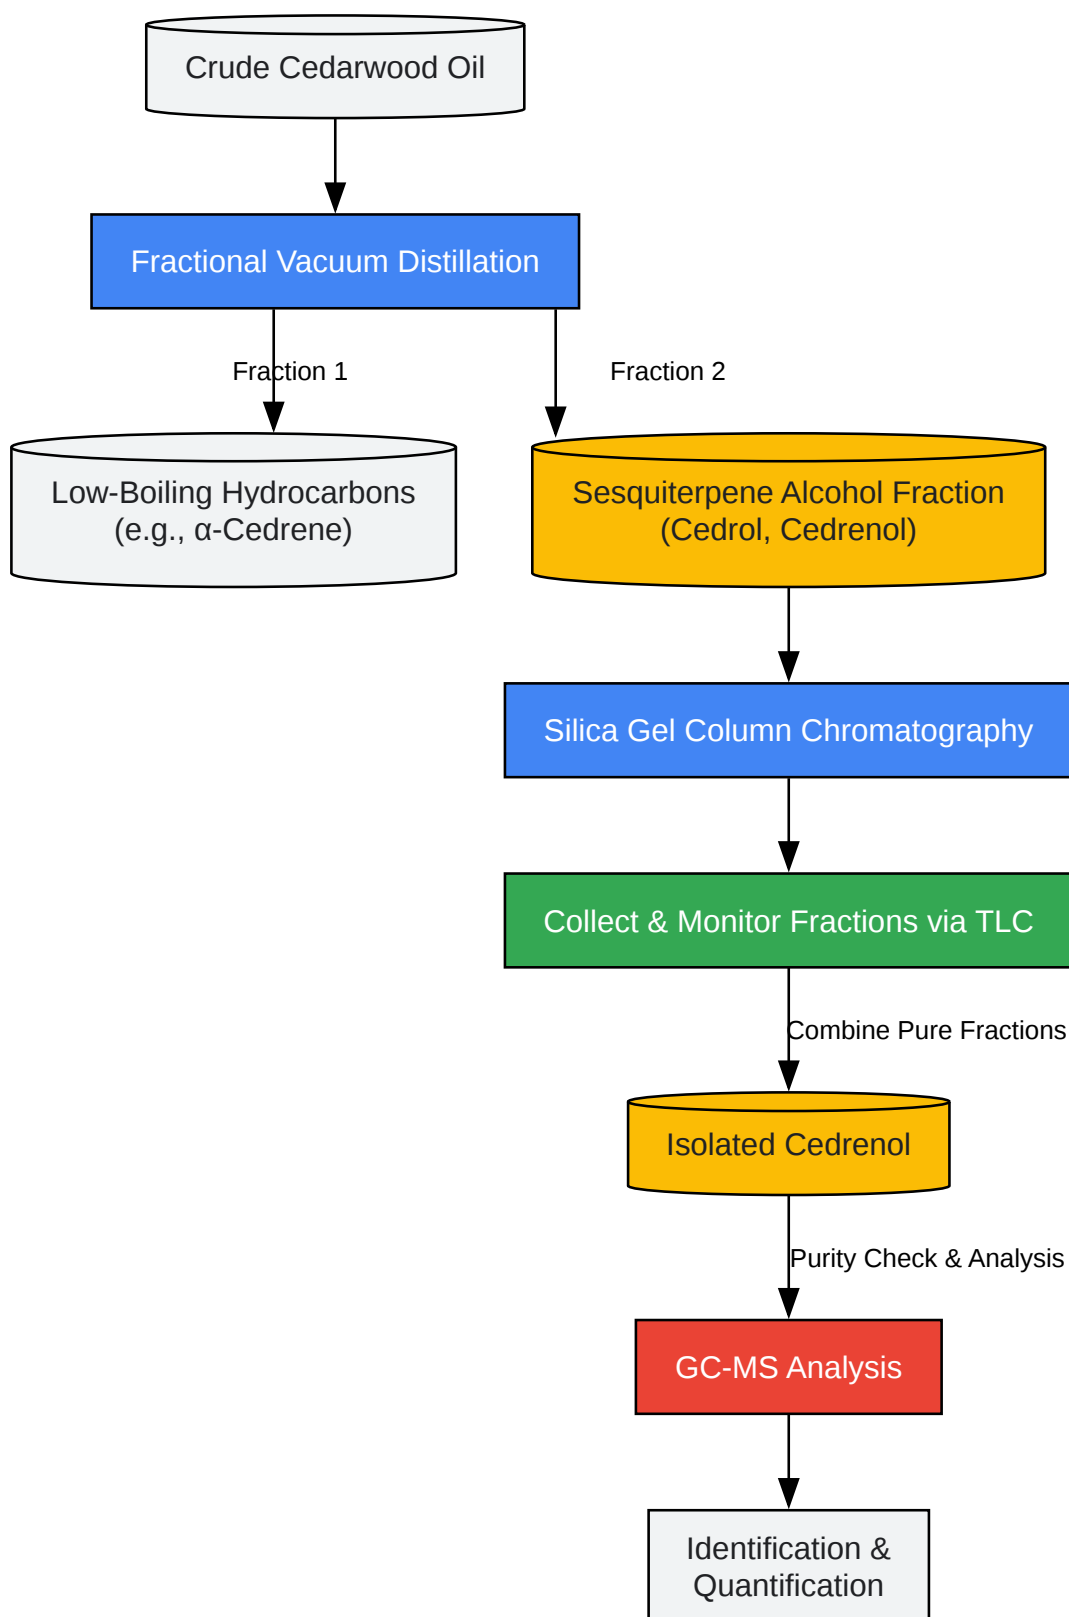 Crude Cedarwood Oil
Fractional Vacuum Distillation
Fraction 1
Fraction 2
Low-Boiling Hydrocarbons
(e.g., α-Cedrene)
Sesquiterpene Alcohol Fraction
(Cedrol, Cedrenol)
Silica Gel Column Chromatography
Collect & Monitor Fractions via TLC
Combine Pure Fractions
Isolated Cedrenol
Purity Check & Analysis
GC-MS Analysis
Identification &
Quantification